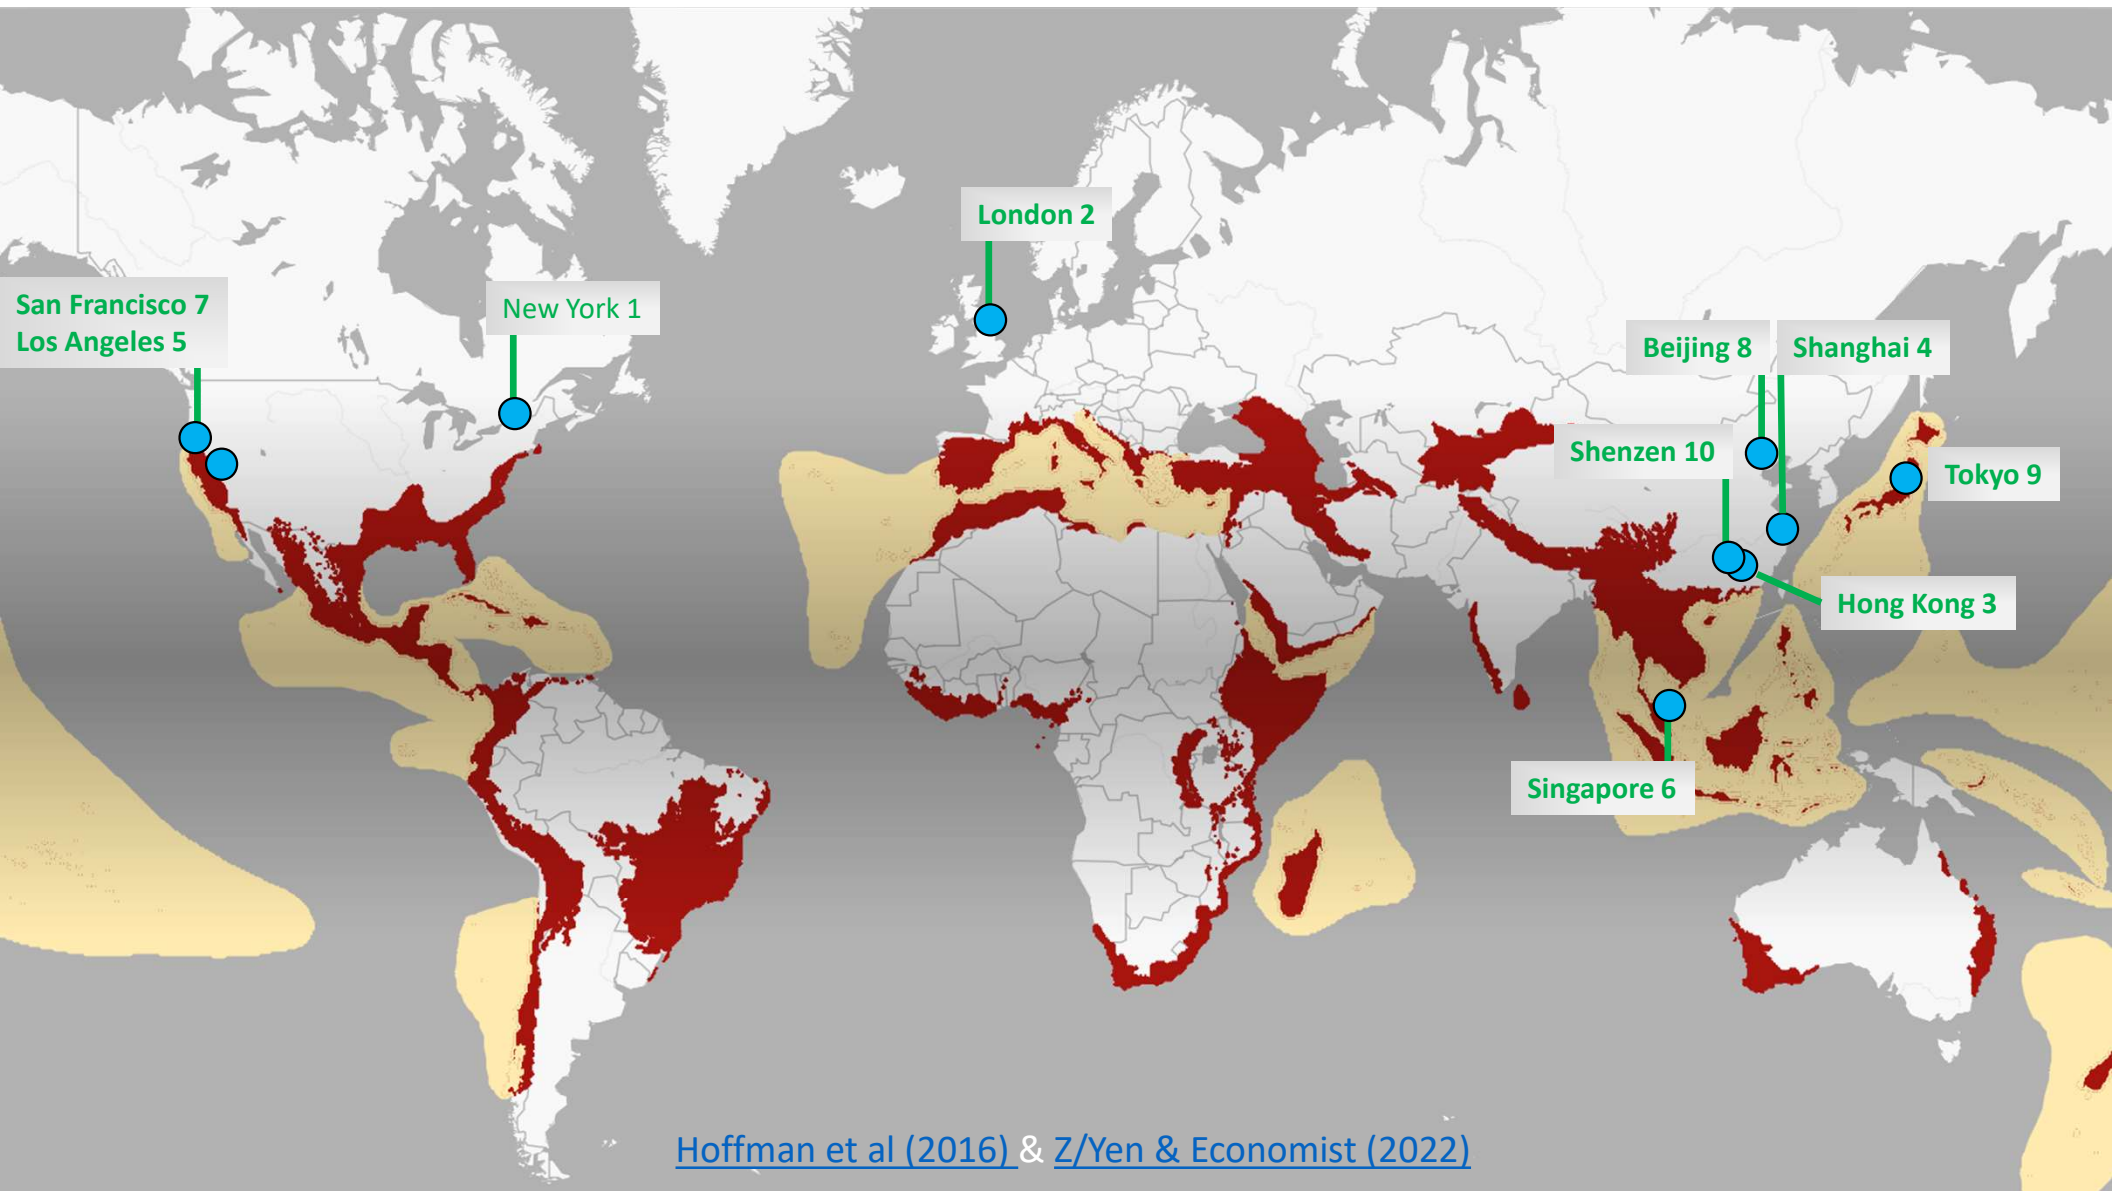 London 2
San Francisco 7
Los Angeles 5
New York 1
Beijing 8
Shanghai 4
Shenzen 10
Tokyo 9
Hong Kong 3
Singapore 6
Hoffman et al (2016) & Z/Yen & Economist (2022)